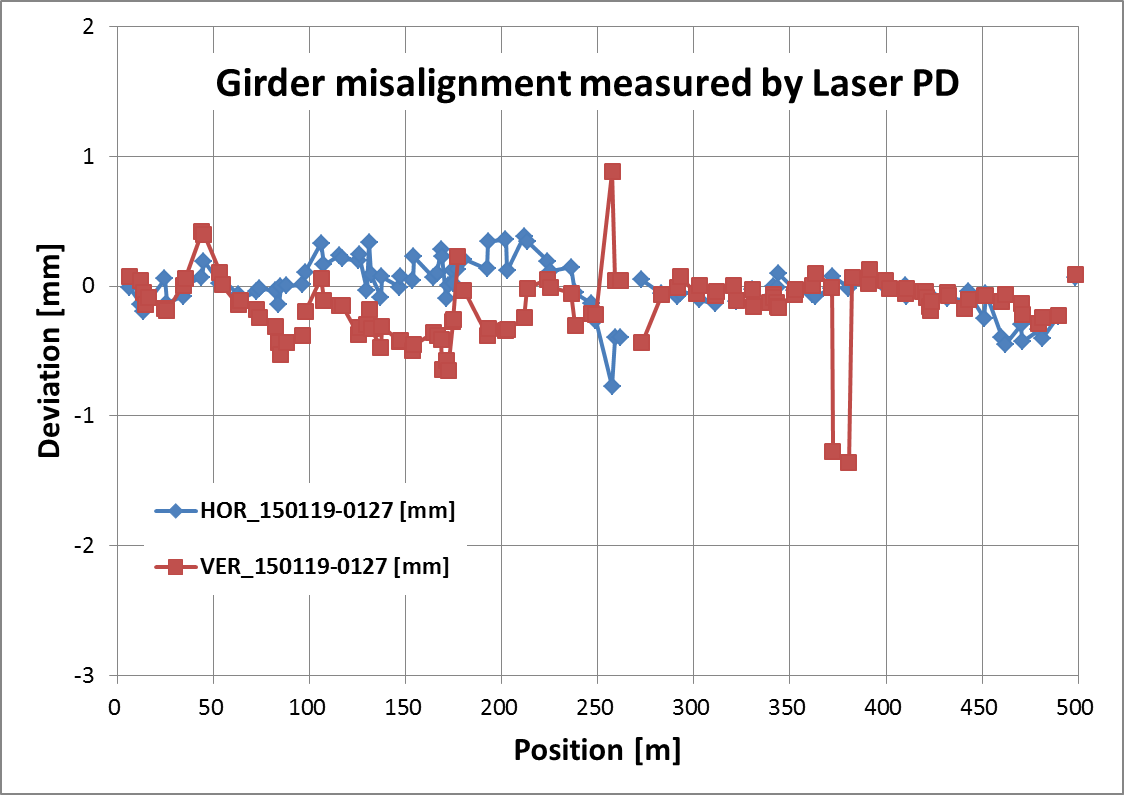 Girder misalignment measured by Laser PD
2
1
0
-1
-2
-3
Deviation [mm]
HOR_150119-0127 [mm]
VER_150119-0127 [mm]
0 50 100 150 200 250 300 350 400 450 500
Position [m]